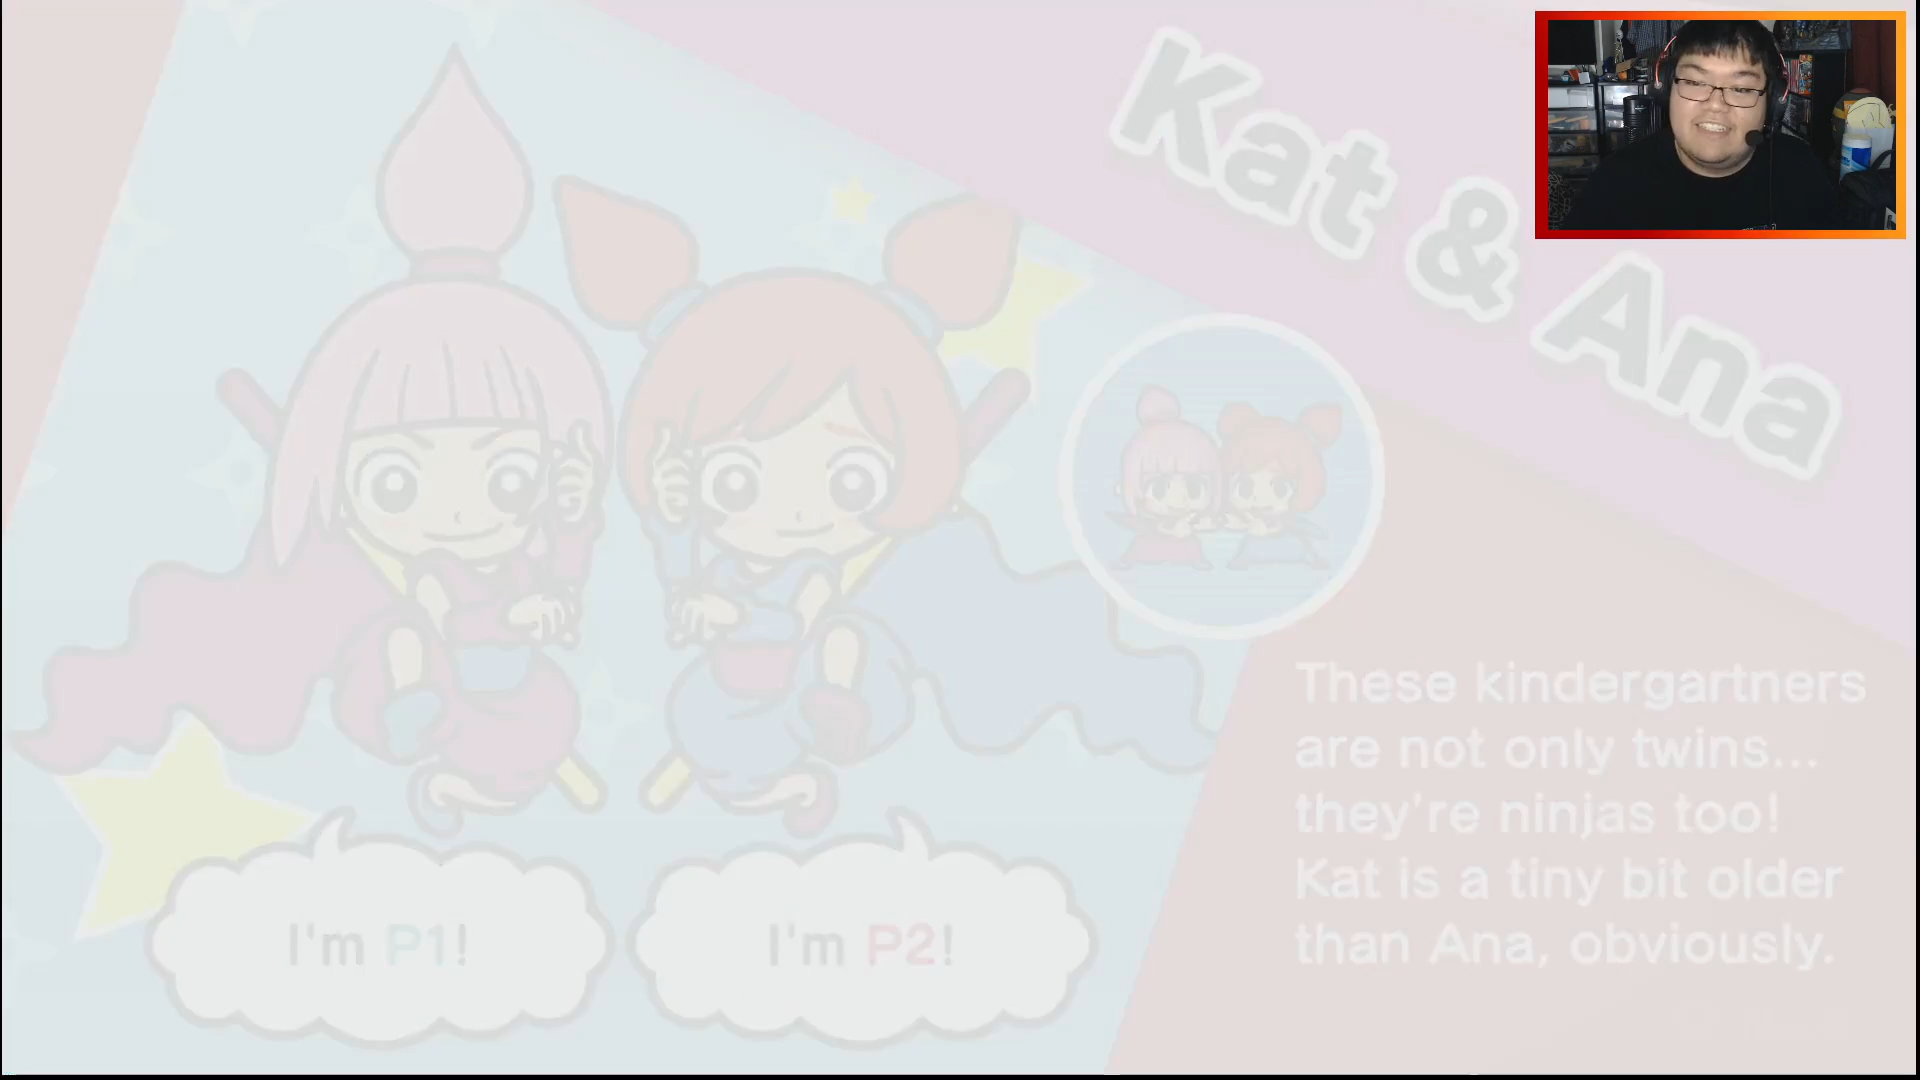 Kat & Ana
These kindergartners
are not only twins...
they're ninjas too!
Kat is a tiny bit older
than Ana, obviously.
I'm P1!
I'm P2!